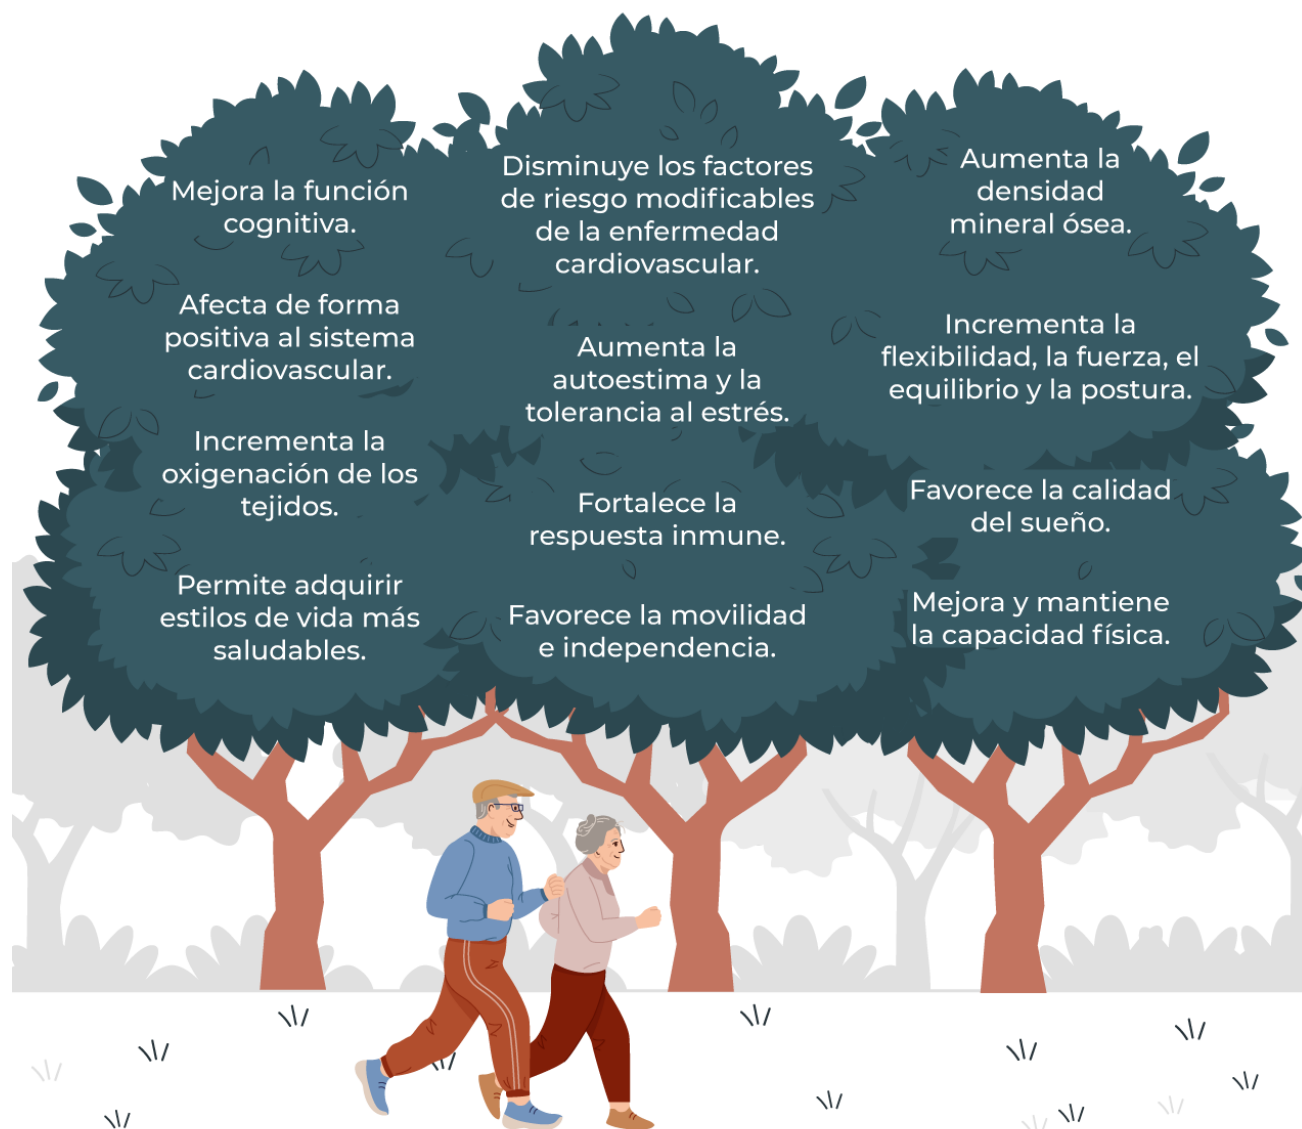 Mejora la función
cognitiva.
Afecta de forma
positiva al sistema
cardiovascular.
Incrementa la
oxigenación de los
tejidos.
Permite adquirir
estilos de vida más
saludables.
Disminuye los factores
de riesgo modificables
de la enfermedad
cardiovascular.
Aumenta la
autoestima y la
tolerancia al estrés.
Fortalece la
respuesta inmune.
Favorece la movilidad
e independencia.
Aumenta la
densidad
mineral ósea.
Incrementa la
flexibilidad, la fuerza, el
equilibrio y la postura.
Favorece la calidad
del sueño.
Mejora y mantiene
la capacidad física.